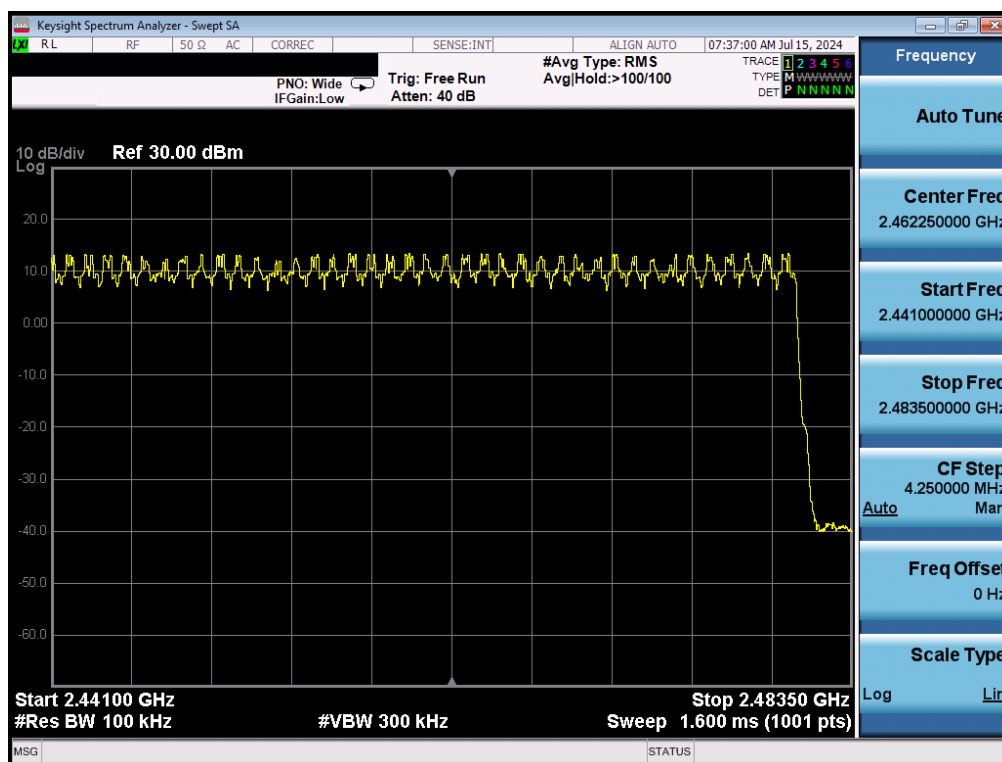 Keysight Spectrum Analyzer - Swept SA
LXI RL RF 50 Ω AC CORREC SENSE:INT ALIGN AUTO 07:37:00 AM Jul 15, 2024
PNO: Wide
IFGain:Low
Trig: Free Run
Atten: 40 dB
#Avg Type: RMS
Avg|Hold:>100/100
TRACE 1 2 3 4 5 6
TYPE M W W W W W
DET P N N N N N
10 dB/div Ref 30.00 dBm
Log
20.0
10.0
0.00
-10.0
-20.0
-30.0
-40.0
-50.0
-60.0
Start 2.44100 GHz Stop 2.48350 GHz
#Res BW 100 kHz #VBW 300 kHz Sweep 1.600 ms (1001 pts)
MSG STATUS
Frequency
Auto Tune
Center Freq
2.462250000 GHz
Start Freq
2.441000000 GHz
Stop Freq
2.483500000 GHz
CF Step
4.250000 MHz
Auto Man
Freq Offset
0 Hz
Scale Type
Log Lin